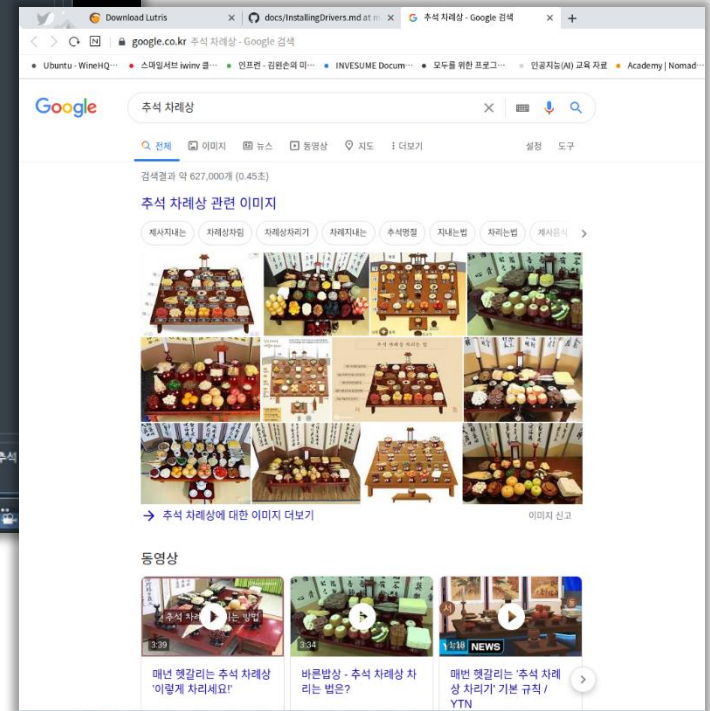 Download Lutris
docs/InstallingDrivers.md at m
추석 차례상 - Google 검색
google.co.kr 추석 차례상 - Google 검색
Ubuntu - WineHQ…
스마일서브 iwinv 클…
인프런 - 김왼손의 미…
INVESUME Docum…
모두를 위한 프로그…
인공지능(AI) 교육 자료
Academy | Nomad…
Google
추석 차례상
전체 이미지 뉴스 동영상 지도 더보기 설정 도구
검색결과 약 627,000개 (0.45초)
추석 차례상 관련 이미지
제사지내는 차례상차림 차례상차리기 차례지내는 추석명절 지내는법 차리는법 제사음식
추석 차례상에 대한 이미지 더보기
이미지 신고
동영상
3:39
3:34
1:18 NEWS
매년 헷갈리는 추석 차례상
'이렇게 차리세요!'
바른밥상 - 추석 차례상 차
리는 법은?
매번 헷갈리는 '추석 차례
상 차리기' 기본 규칙 /
YTN